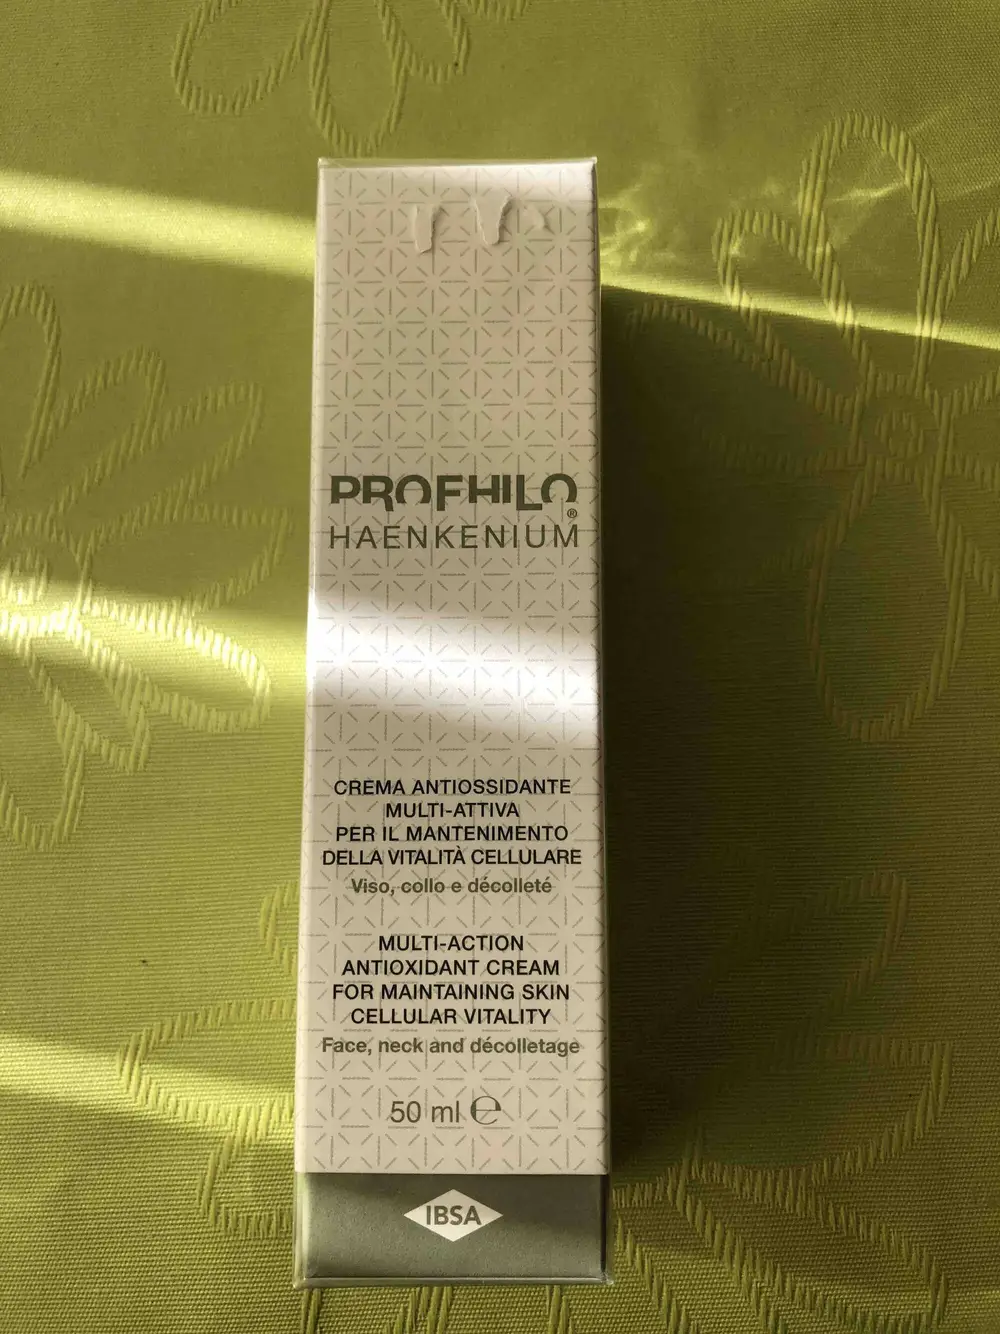 PROFHILO®
HAENKENIUM
CREMA ANTIOSSIDANTE
MULTI-ATTIVA
PER IL MANTENIMENTO
DELLA VITALITÀ CELLULARE
Viso, collo e décolleté
MULTI-ACTION
ANTIOXIDANT CREAM
FOR MAINTAINING SKIN
CELLULAR VITALITY
Face, neck and décolletage
50 ml ℮
IBSA